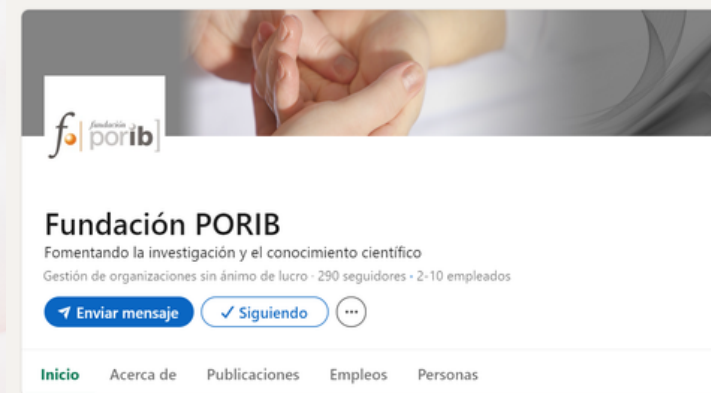 fundación
f porib
Fundación PORIB
Fomentando la investigación y el conocimiento científico
Gestión de organizaciones sin ánimo de lucro · 290 seguidores • 2-10 empleados
Enviar mensaje
Siguiendo
Inicio Acerca de Publicaciones Empleos Personas